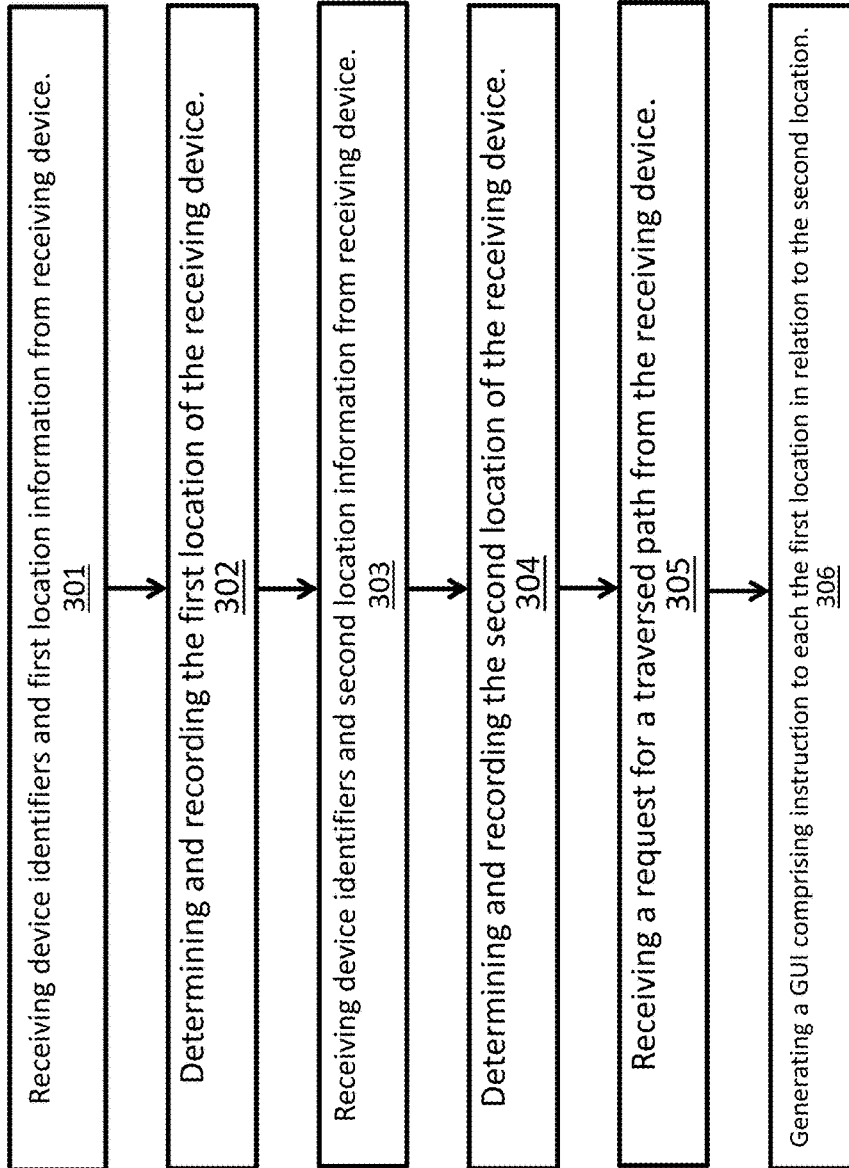 Receiving device identifiers and first location information from receiving device.
301
Determining and recording the first location of the receiving device.
302
Receiving device identifiers and second location information from receiving device.
303
Determining and recording the second location of the receiving device.
304
Receiving a request for a traversed path from the receiving device.
305
Generating a GUI comprising instruction to each the first location in relation to the second location.
306